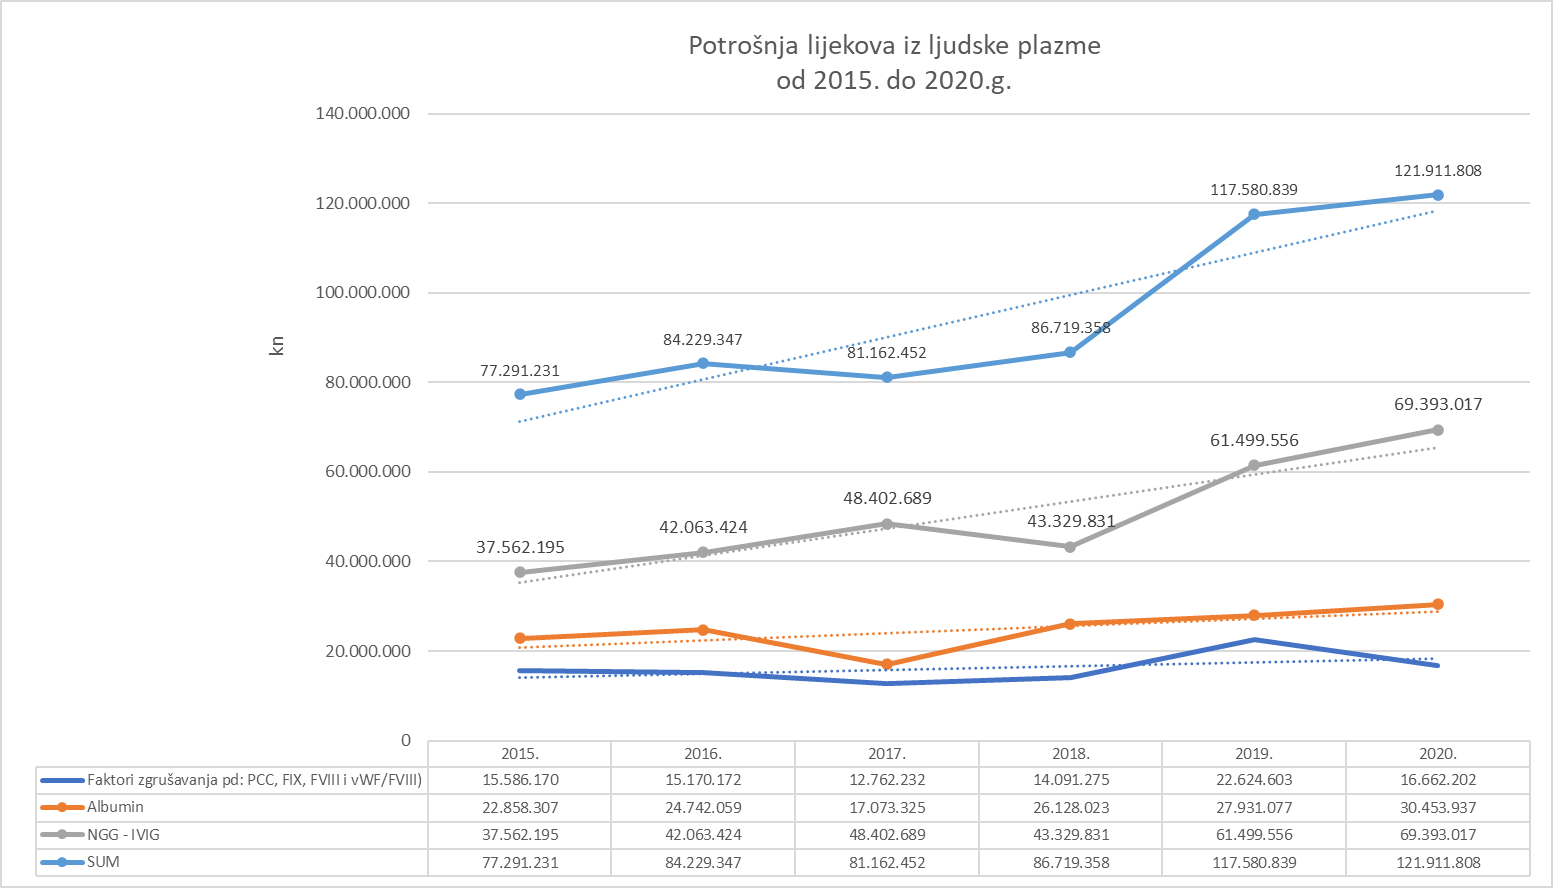 Potrošnja lijekova iz ljudske plazme
od 2015. do 2020.g.
140.000.000
120.000.000
100.000.000
80.000.000
60.000.000
40.000.000
20.000.000
0
kn
77.291.231
84.229.347
81.162.452
86.719.358
117.580.839
121.911.808
37.562.195
42.063.424
48.402.689
43.329.831
61.499.556
69.393.017
2015. 2016. 2017. 2018. 2019. 2020.
Faktori zgrušavanja pd: PCC, FIX, FVIII i vWF/FVIII) 15.586.170 15.170.172 12.762.232 14.091.275 22.624.603 16.662.202
Albumin 22.858.307 24.742.059 17.073.325 26.128.023 27.931.077 30.453.937
NGG - IVIG 37.562.195 42.063.424 48.402.689 43.329.831 61.499.556 69.393.017
SUM 77.291.231 84.229.347 81.162.452 86.719.358 117.580.839 121.911.808